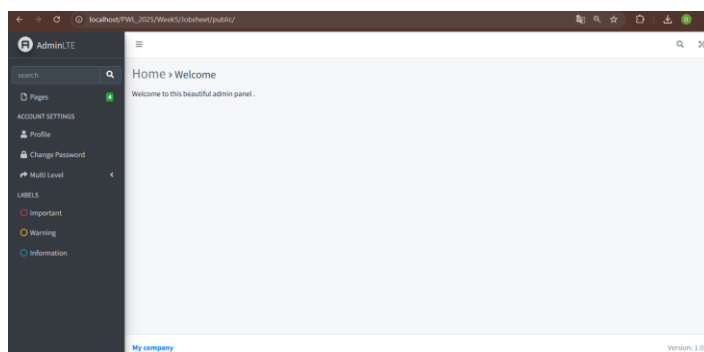 localhost/PWL_2025/Week5/Jobsheet/public/
AdminLTE
search
Pages
4
ACCOUNT SETTINGS
Profile
Change Password
Multi Level
LABELS
Important
Warning
Information
Home > Welcome
Welcome to this beautiful admin panel.
My company
Version: 1.0